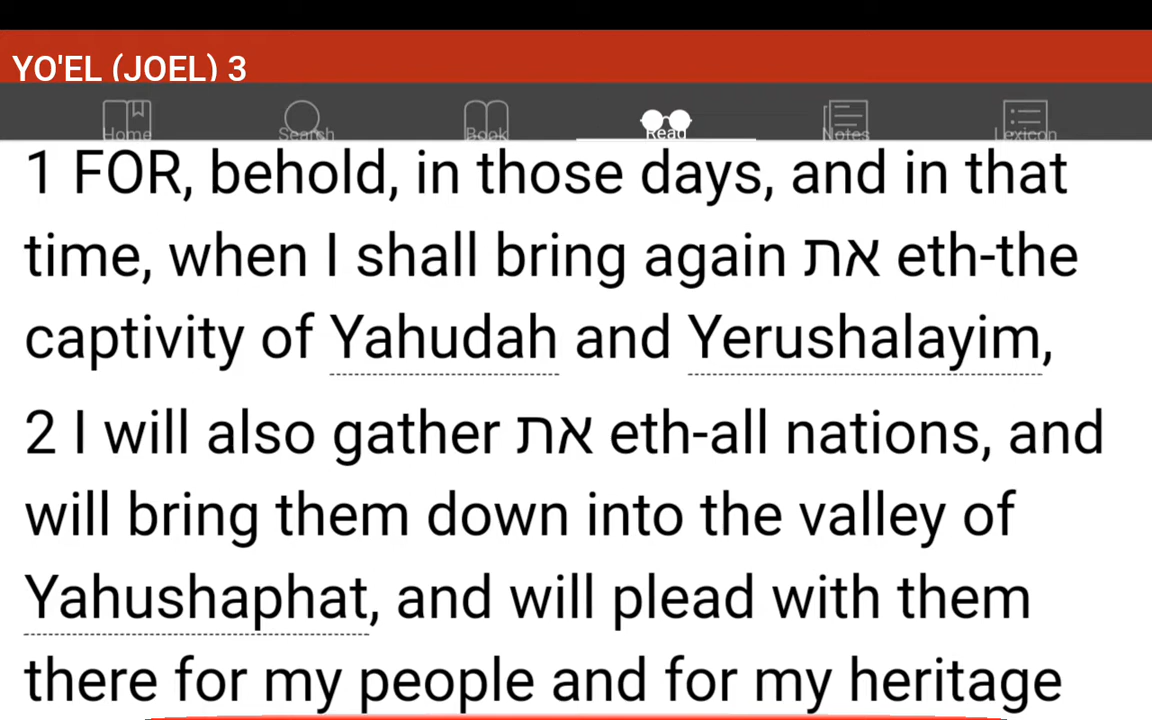 YO'EL (JOEL) 3
Home Search Book Read Notes Lexicon
1 FOR, behold, in those days, and in that
time, when I shall bring again את eth-the
captivity of Yahudah and Yerushalayim,
2 I will also gather את eth-all nations, and
will bring them down into the valley of
Yahushaphat, and will plead with them
there for my people and for my heritage